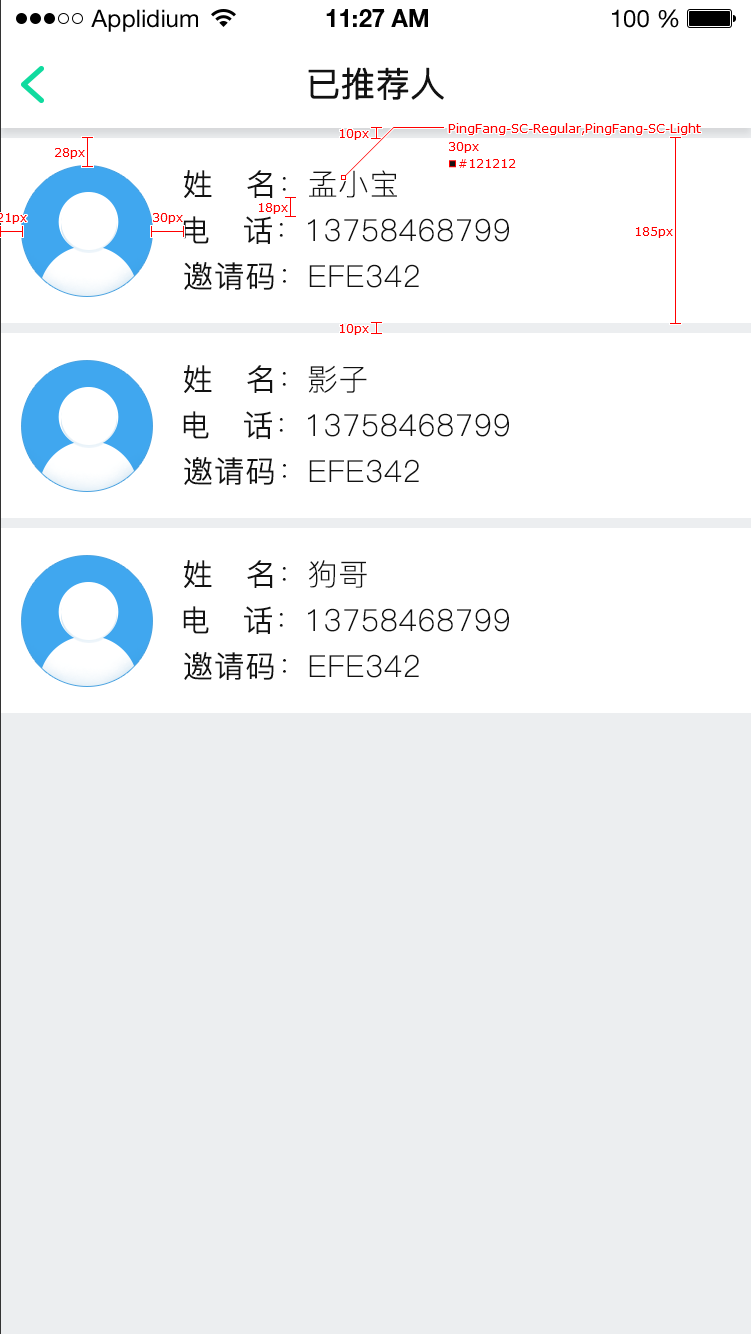 Applidium 11:27 AM 100 %
已推荐人
10px
PingFang-SC-Regular,PingFang-SC-Light
30px
#121212
28px
姓 名：孟小宝
18px
21px
30px
电 话：13758468799
185px
邀请码：EFE342
10px
姓 名：影子
电 话：13758468799
邀请码：EFE342
姓 名：狗哥
电 话：13758468799
邀请码：EFE342